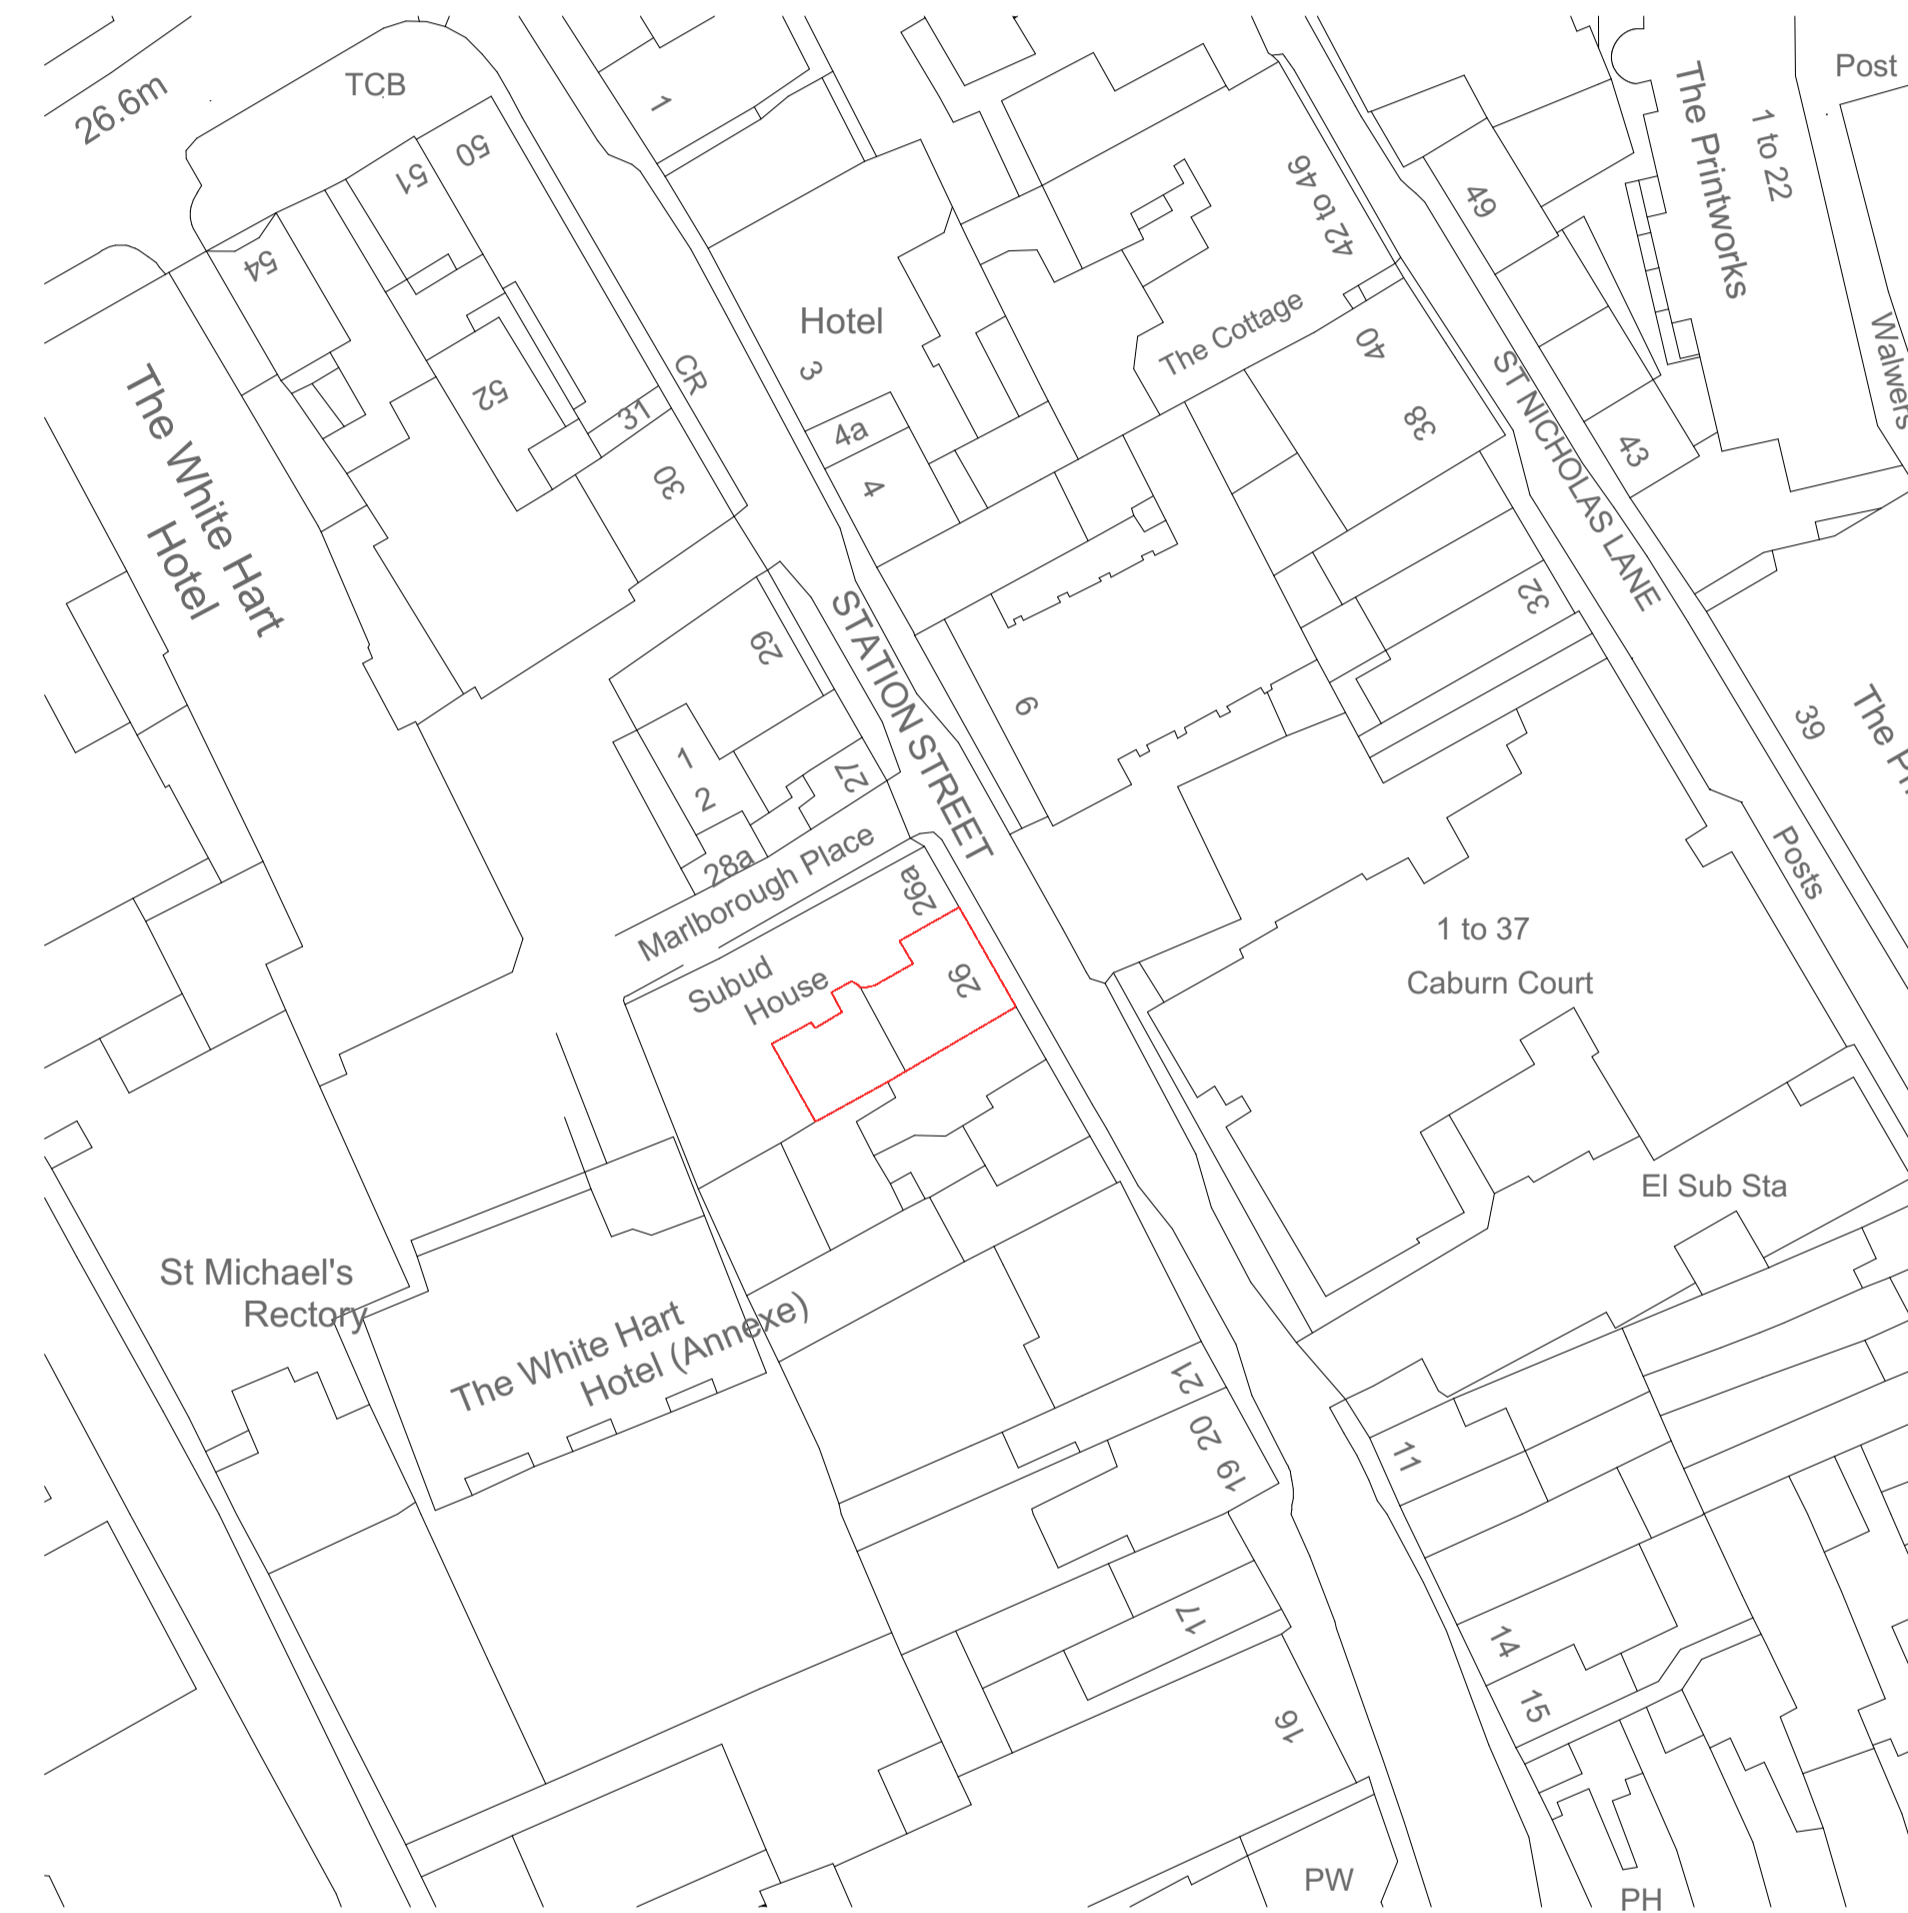 TCB
Post
26.6m
1
50
51
The Printworks
1 to 22
49
42 to 46
54
Hotel
3
The Cottage
40
Walwers
CR
52
31
30
The White Hart
Hotel
4a
4
38
ST NICHOLAS LANE
43
32
29
STATION STREET
6
39
1
2
27
28a
Marlborough Place
26a
Posts
1 to 37
Caburn Court
Subud
House
26
El Sub Sta
St Michael's
Rectory
The White Hart
Hotel (Annexe)
21
20
19
11
17
14
15
16
PW
PH